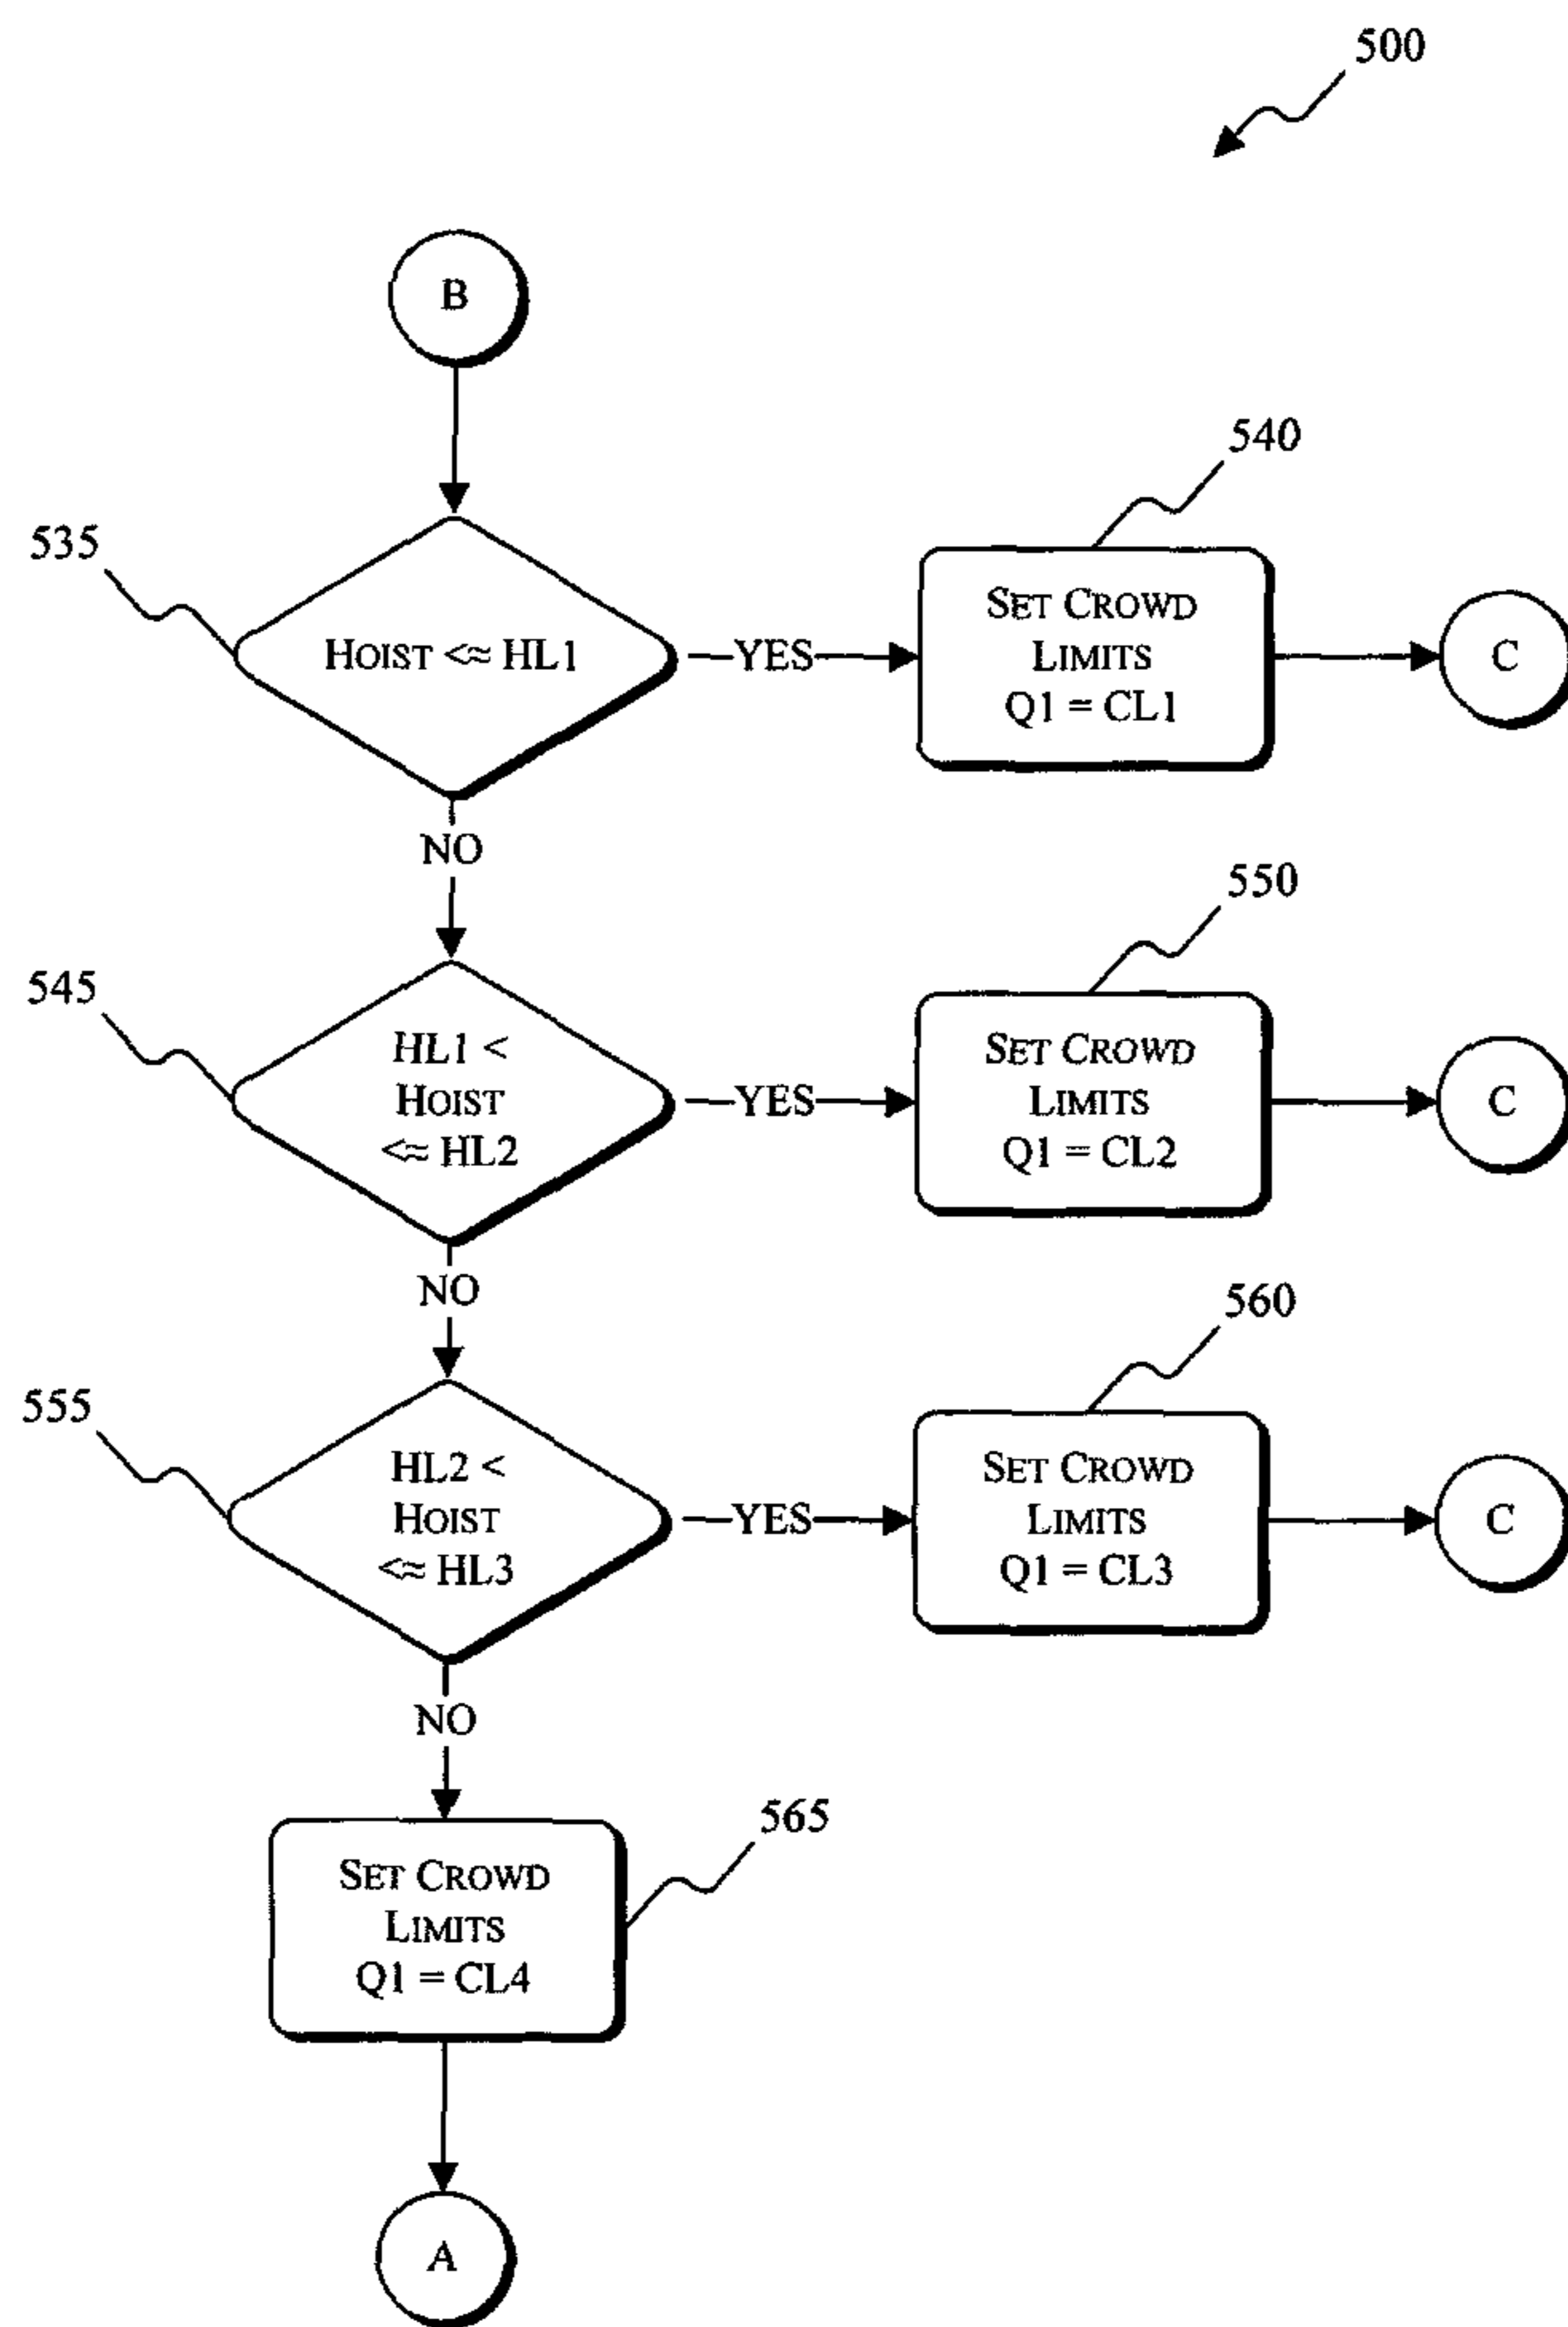 500
B
540
535
HOIST <≈ HL1
YES
SET CROWD
LIMITS
Q1 = CL1
C
NO
550
545
HL1 <
HOIST
<≈ HL2
YES
SET CROWD
LIMITS
Q1 = CL2
C
NO
560
555
HL2 <
HOIST
<≈ HL3
YES
SET CROWD
LIMITS
Q1 = CL3
C
NO
565
SET CROWD
LIMITS
Q1 = CL4
A